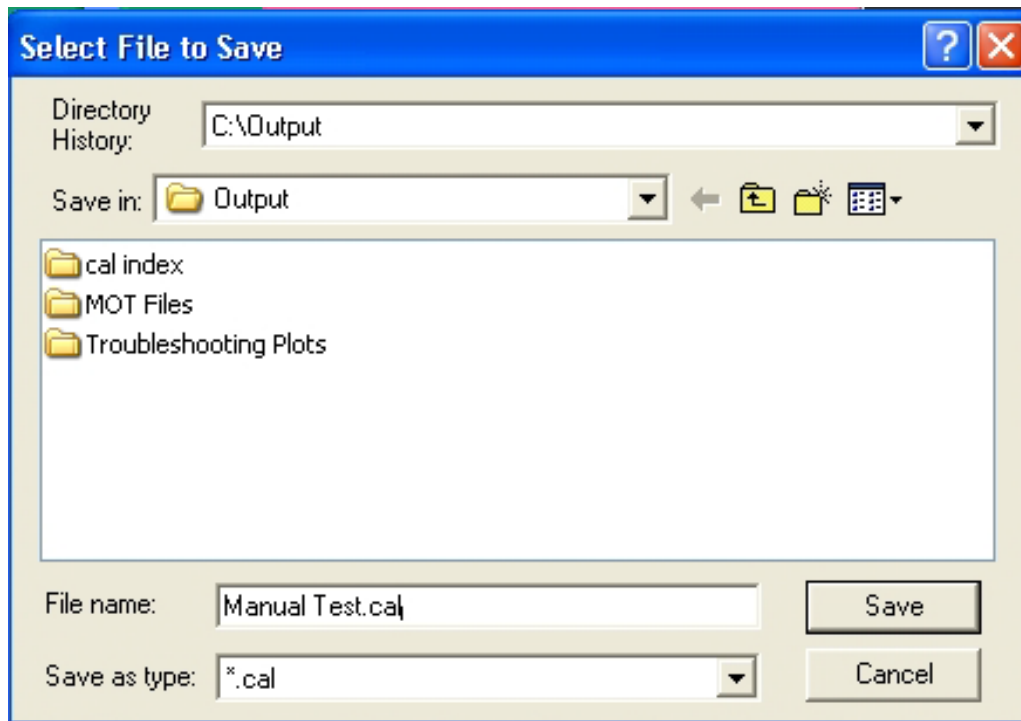 Select File to Save
Directory
History:
C:\Output
Save in:
Output
cal index
MOT Files
Troubleshooting Plots
File name:
Manual Test.cal
Save
Save as type:
*.cal
Cancel